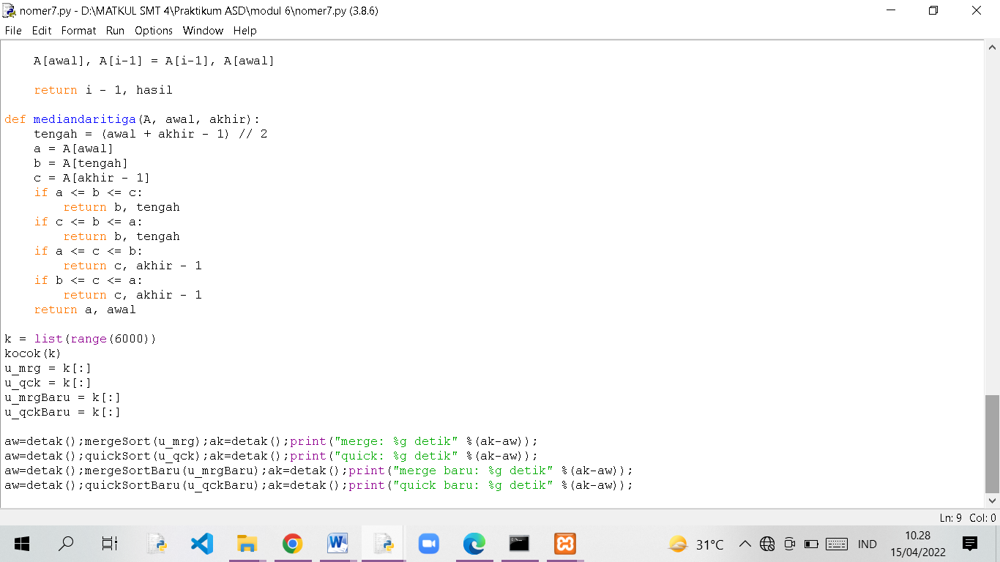 nomer7.py - D:\MATKUL SMT 4\Praktikum ASD\modul 6\nomer7.py (3.8.6)
File Edit Format Run Options Window Help
    A[awal], A[i-1] = A[i-1], A[awal]
    return i - 1, hasil
def mediandaritiga(A, awal, akhir):
    tengah = (awal + akhir - 1) // 2
    a = A[awal]
    b = A[tengah]
    c = A[akhir - 1]
    if a <= b <= c:
        return b, tengah
    if c <= b <= a:
        return b, tengah
    if a <= c <= b:
        return c, akhir - 1
    if b <= c <= a:
        return c, akhir - 1
    return a, awal
k = list(range(6000))
kocok(k)
u_mrg = k[:]
u_qck = k[:]
u_mrgBaru = k[:]
u_qckBaru = k[:]
aw=detak();mergeSort(u_mrg);ak=detak();print("merge: %g detik" %(ak-aw));
aw=detak();quickSort(u_qck);ak=detak();print("quick: %g detik" %(ak-aw));
aw=detak();mergeSortBaru(u_mrgBaru);ak=detak();print("merge baru: %g detik" %(ak-aw));
aw=detak();quickSortBaru(u_qckBaru);ak=detak();print("quick baru: %g detik" %(ak-aw));
Ln: 9 Col: 0
31°C IND 10.28
15/04/2022